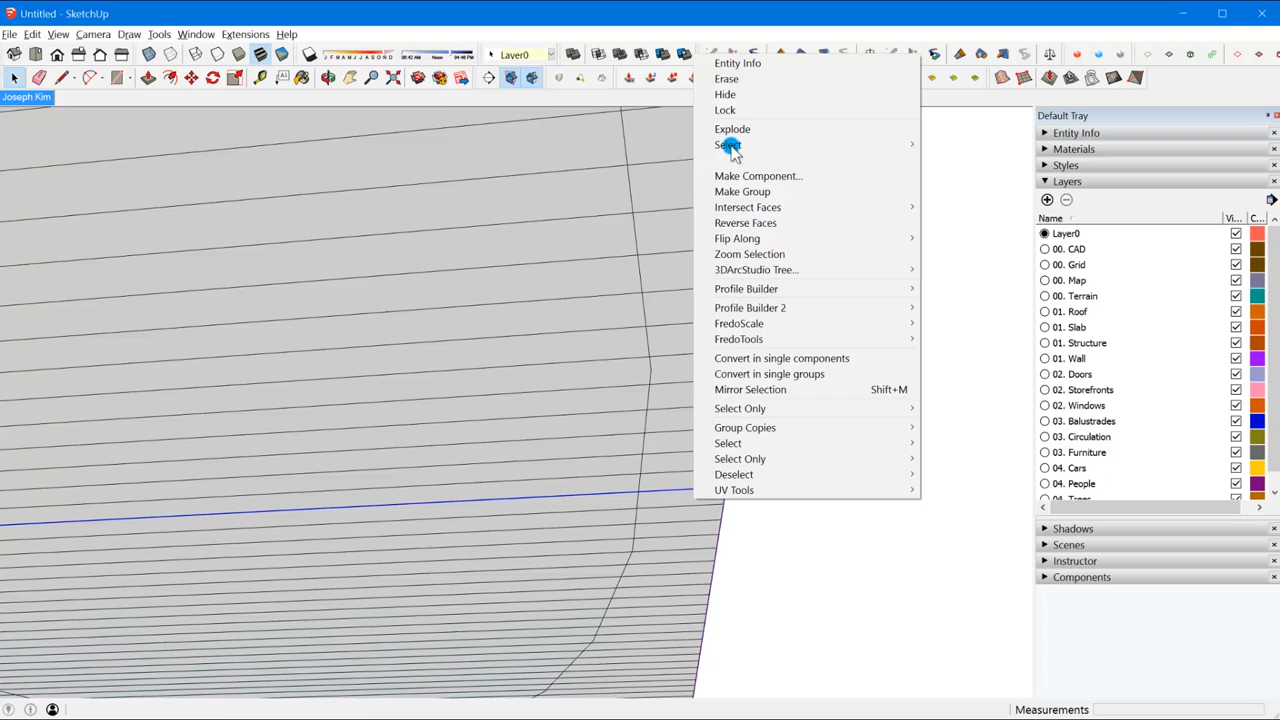 Untitled - SketchUp
File Edit View Camera Draw Tools Window Extensions Help
Layer0
Joseph Kim
Entity Info
Erase
Hide
Lock
Explode
Select
Make Component...
Make Group
Intersect Faces
Reverse Faces
Flip Along
Zoom Selection
3DArcStudio Tree...
Profile Builder
Profile Builder 2
FredoScale
FredoTools
Convert in single components
Convert in single groups
Mirror Selection Shift+M
Select Only
Group Copies
Select
Select Only
Deselect
UV Tools
Default Tray
Entity Info
Materials
Styles
Layers
Name Vi... C...
Layer0
00. CAD
00. Grid
00. Map
00. Terrain
01. Roof
01. Slab
01. Structure
01. Wall
02. Doors
02. Storefronts
02. Windows
03. Balustrades
03. Circulation
03. Furniture
04. Cars
04. People
04. Trees
Shadows
Scenes
Instructor
Components
Measurements